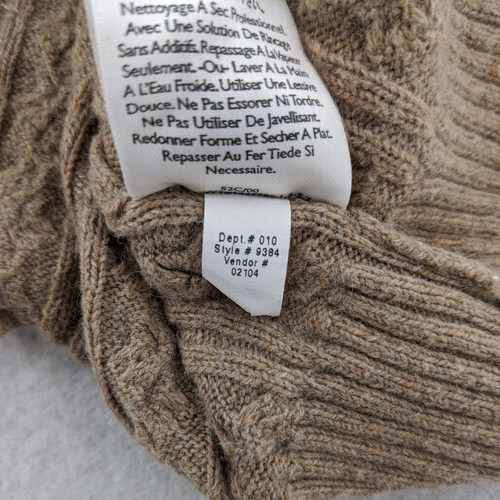 Nettoyage A Sec Professionnel
Avec Une Solution De Rinçage
Sans Additifs. Repassage A La Vapeur
Seulement. -Ou- Laver A La Main
A L'Eau Froide. Utiliser Une Lessive
Douce. Ne Pas Essorer Ni Tordre.
Ne Pas Utiliser De Javellisant.
Redonner Forme Et Secher A Plat.
Repasser Au Fer Tiede Si
Necessaire.
52C/00
Dept.# 010
Style # 9384
Vendor #
02104